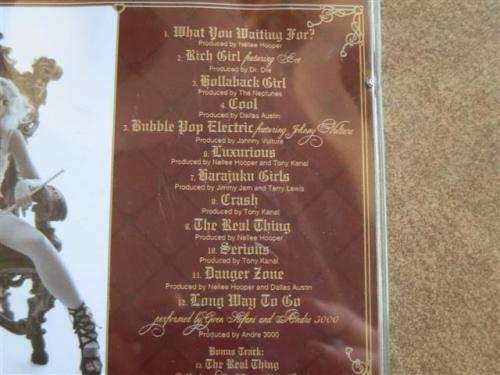 1. What You Waiting For?
Produced by Nellee Hooper
2. Rich Girl featuring Eve
Produced by Dr. Dre
3. Hollaback Girl
Produced by The Neptunes
4. Cool
Produced by Dallas Austin
5. Bubble Pop Electric featuring Johnny Vulture
Produced by Johnny Vulture
6. Luxurious
Produced by Nellee Hooper and Tony Kanal
7. Harajuku Girls
Produced by Jimmy Jam and Terry Lewis
8. Crash
Produced by Tony Kanal
9. The Real Thing
Produced by Nellee Hooper
10. Serious
Produced by Tony Kanal
11. Danger Zone
Produced by Nellee Hooper and Dallas Austin
12. Long Way To Go
performed by Gwen Stefani and Andre 3000
Produced by Andre 3000
Bonus Track:
13. The Real Thing